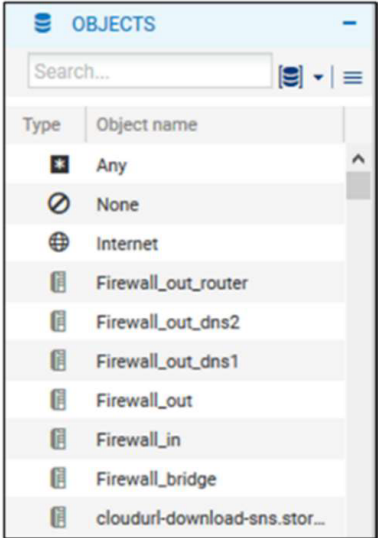 OBJECTS
Search...
Type Object name
Any
None
Internet
Firewall_out_router
Firewall_out_dns2
Firewall_out_dns1
Firewall_out
Firewall_in
Firewall_bridge
cloudurl-download-sns.stor...